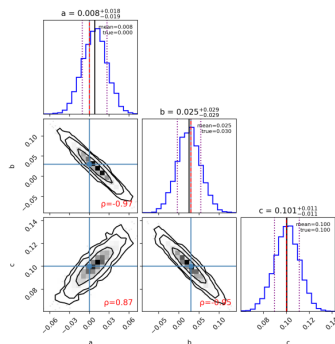 a = 0.008+0.018−0.019
mean=0.008
true=0.000
b = 0.025+0.029−0.029
mean=0.025
true=0.030
b
0.10
0.05
0.00
−0.05
ρ=-0.97
c = 0.101+0.011−0.011
mean=0.100
true=0.100
c
0.14
0.12
0.10
0.08
ρ=0.87
−0.06
−0.03
0.00
0.03
0.06
−0.05
0.00
0.05
0.10
0.08
0.10
0.12
0.14